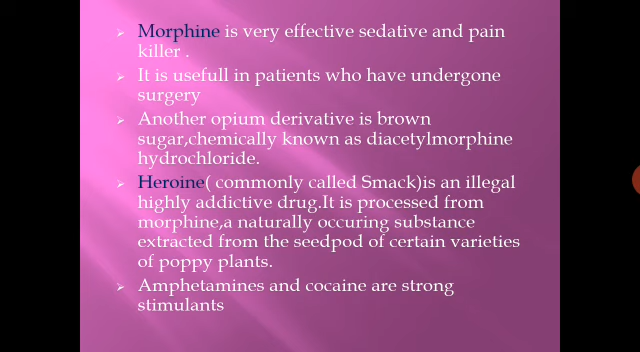 Morphine is very effective sedative and pain
killer .
It is usefull in patients who have undergone
surgery
Another opium derivative is brown
sugar,chemically known as diacetylmorphine
hydrochloride.
Heroine( commonly called Smack)is an illegal
highly addictive drug.It is processed from
morphine,a naturally occuring substance
extracted from the seedpod of certain varieties
of poppy plants.
Amphetamines and cocaine are strong
stimulants